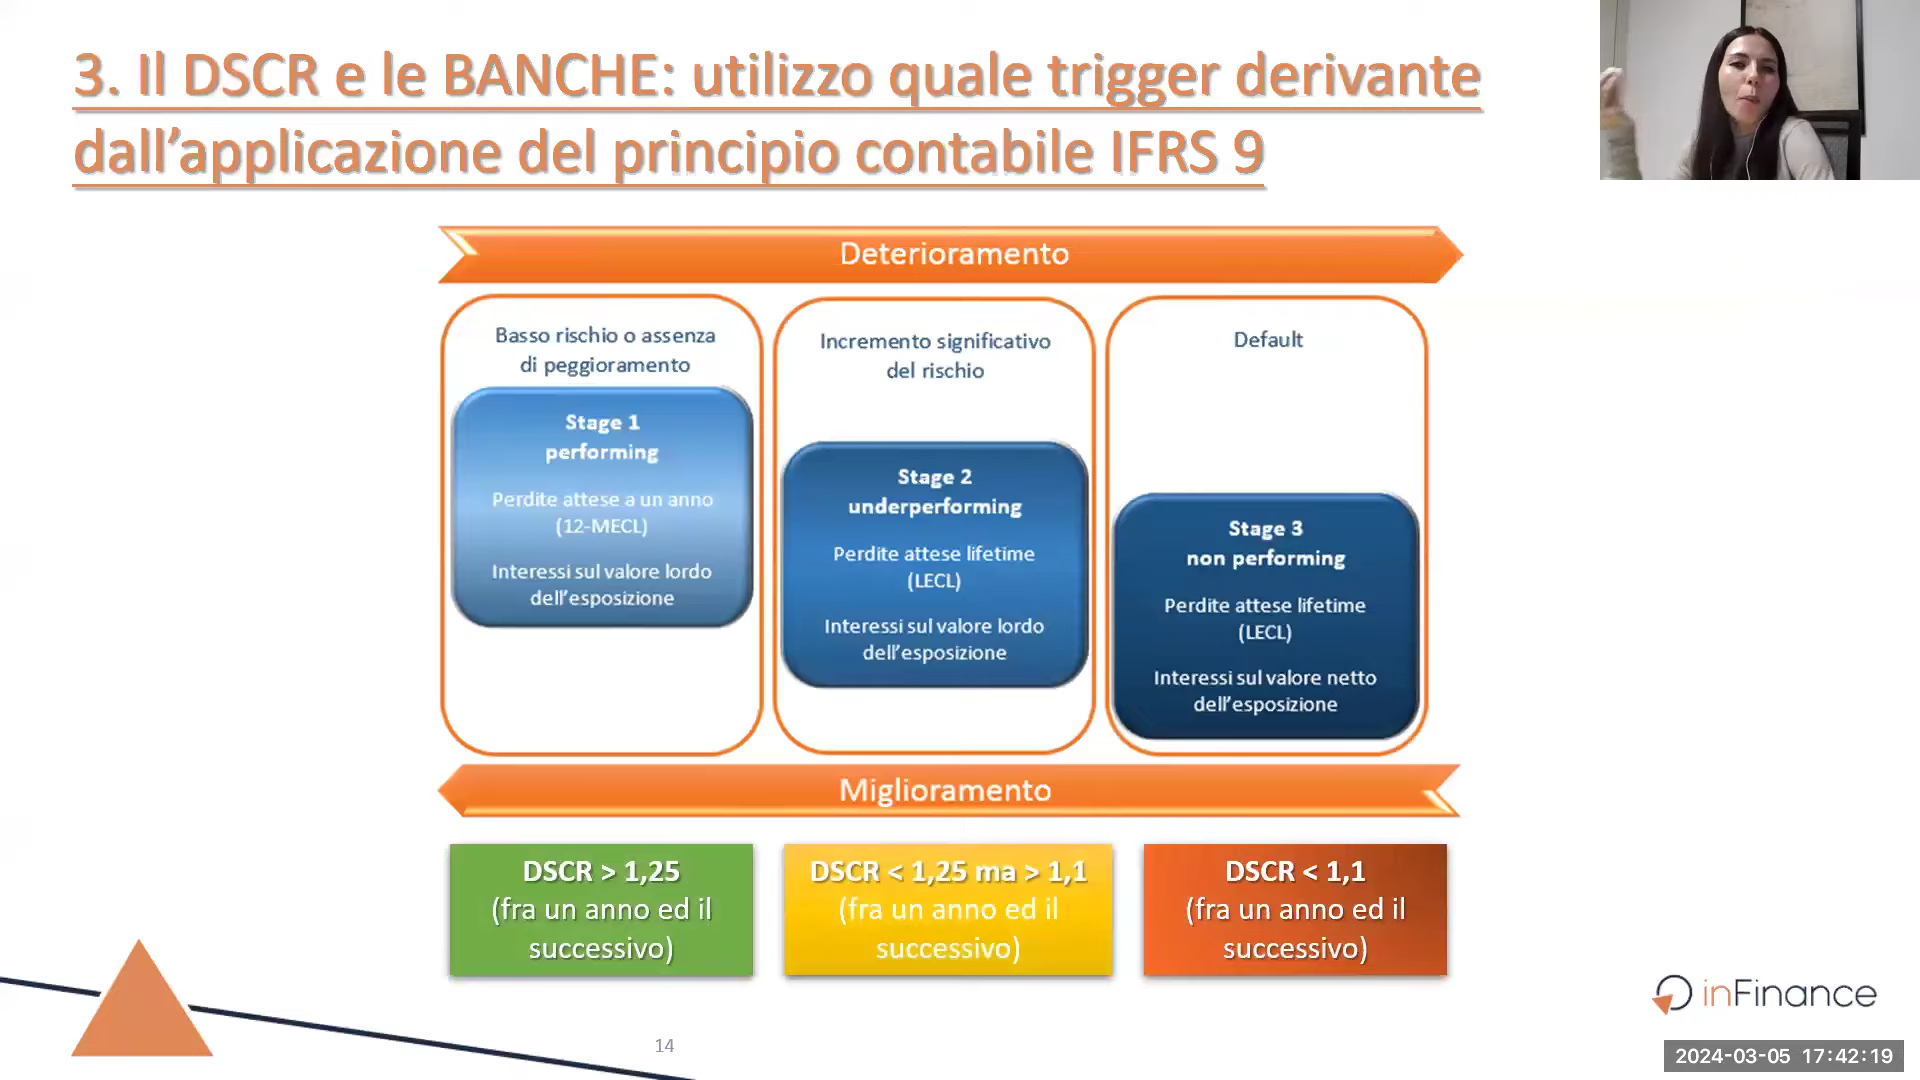 3. Il DSCR e le BANCHE: utilizzo quale trigger derivante
dall’applicazione del principio contabile IFRS 9
Deterioramento
Basso rischio o assenza
di peggioramento
Stage 1
performing
Perdite attese a un anno
(12-MECL)
Interessi sul valore lordo
dell’esposizione
Incremento significativo
del rischio
Stage 2
underperforming
Perdite attese lifetime
(LECL)
Interessi sul valore lordo
dell’esposizione
Default
Stage 3
non performing
Perdite attese lifetime
(LECL)
Interessi sul valore netto
dell’esposizione
Miglioramento
DSCR > 1,25
(fra un anno ed il
successivo)
DSCR < 1,25 ma > 1,1
(fra un anno ed il
successivo)
DSCR < 1,1
(fra un anno ed il
successivo)
inFinance
14
2024-03-05 17:42:19